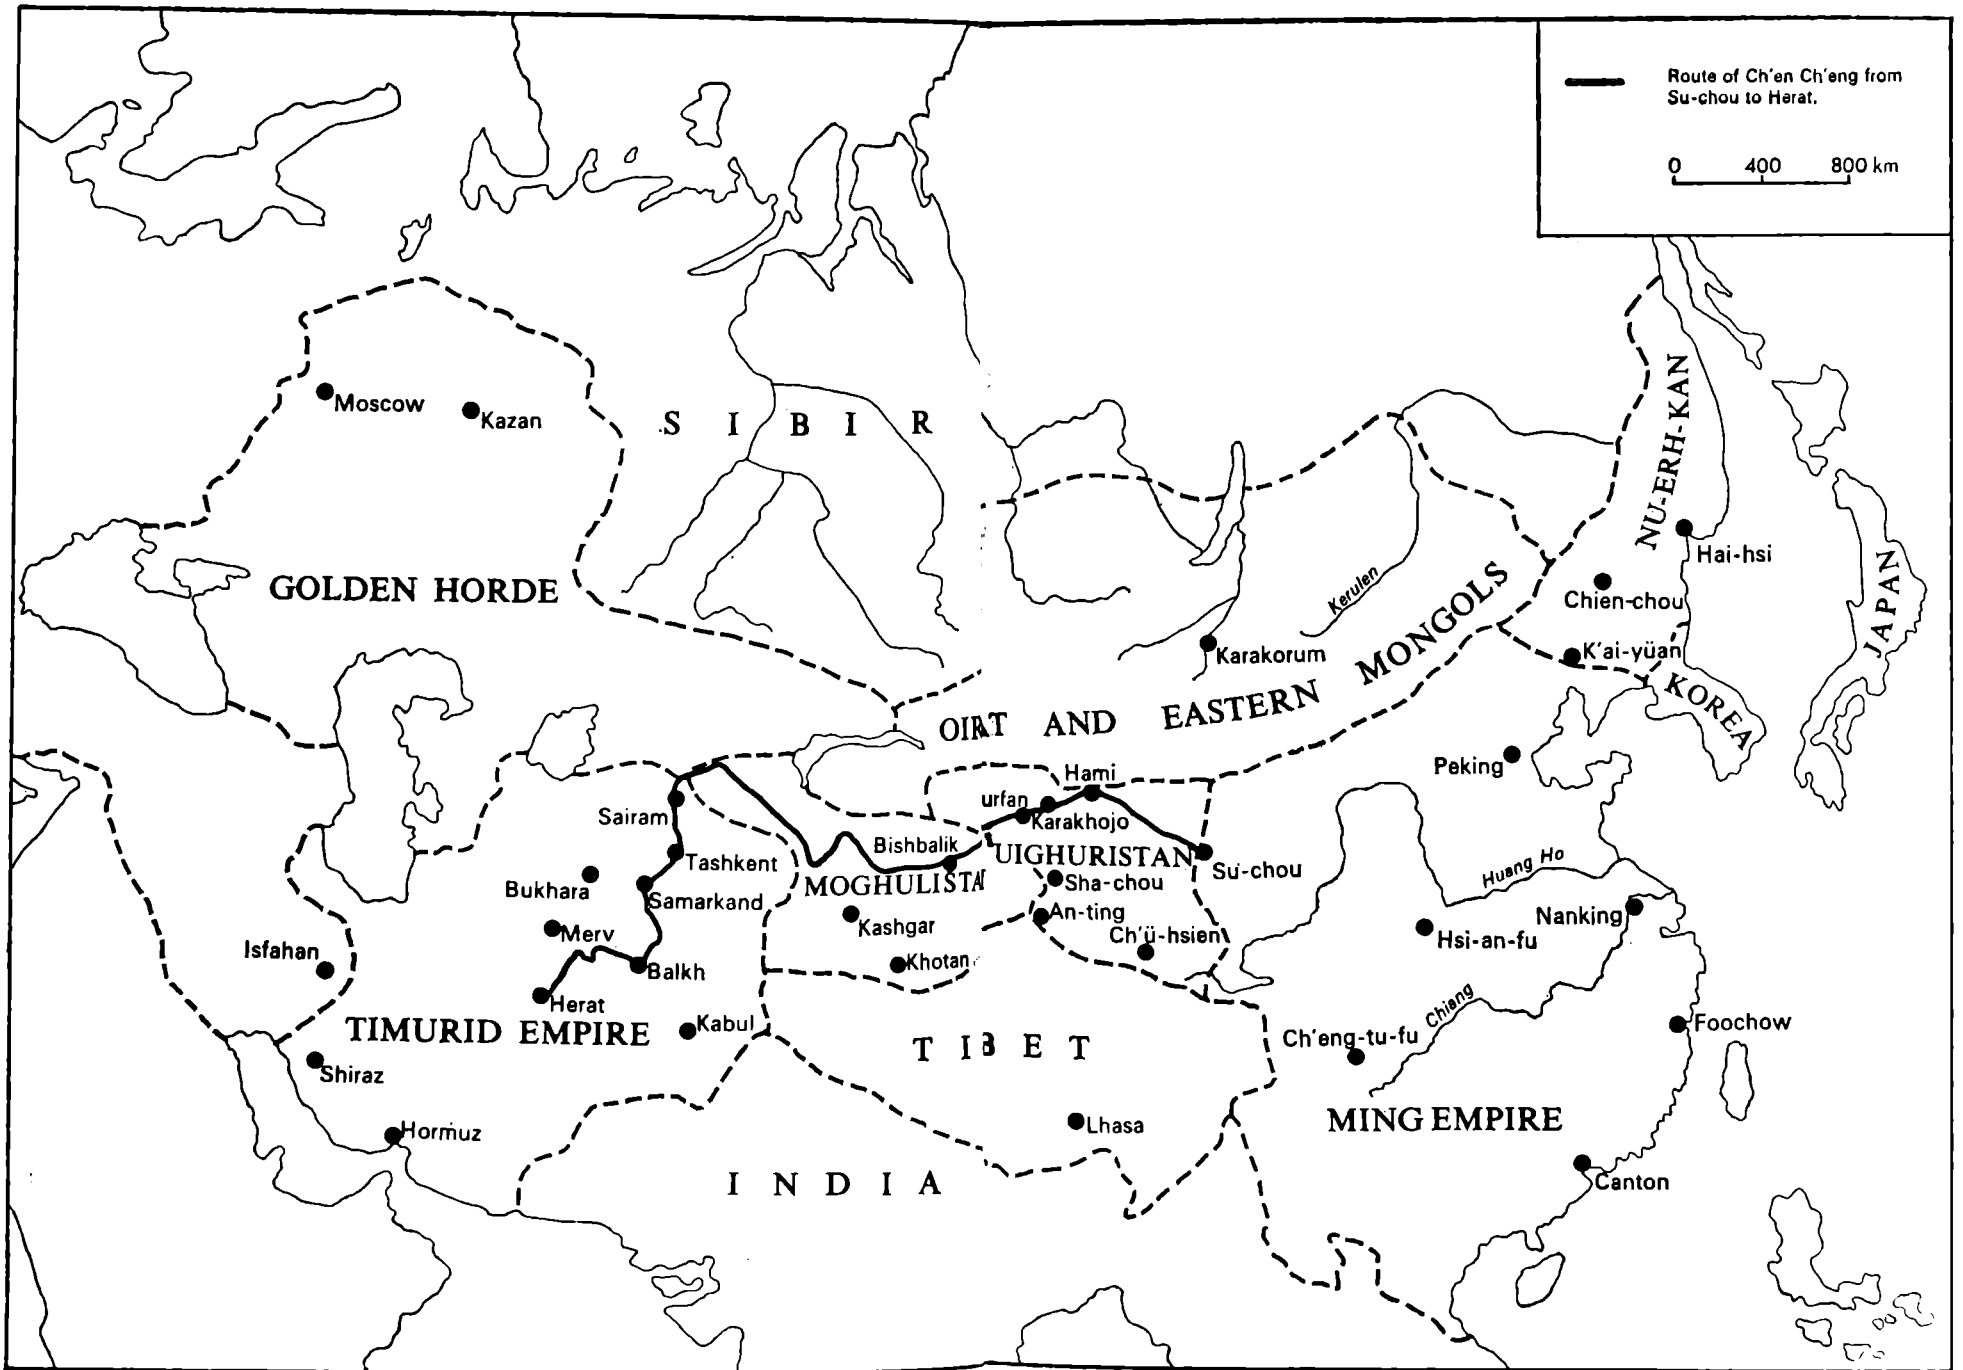 Route of Ch'en Ch'eng from
Su-chou to Herat.
0 400 800 km
Moscow
Kazan
S I B I R
NU-ERH-KAN
Hai-hsi
GOLDEN HORDE
Chien-chou
Kerulen
JAPAN
Karakorum
K'ai-yüan
KOREA
OIRAT AND EASTERN MONGOLS
Peking
Hami
urfan
Karakhojo
Sairam
Bishbalik
UIGHURISTAN
Tashkent
Su-chou
Huang Ho
MOGHULISTA
Sha-chou
Bukhara
Samarkand
An-ting
Nanking
Kashgar
Merv
Ch'ü-hsien
Hsi-an-fu
Isfahan
Khotan
Balkh
Herat
Chiang
TIMURID EMPIRE
Kabul
Foochow
T I B E T
Ch'eng-tu-fu
Shiraz
MING EMPIRE
Hormuz
Lhasa
I N D I A
Canton